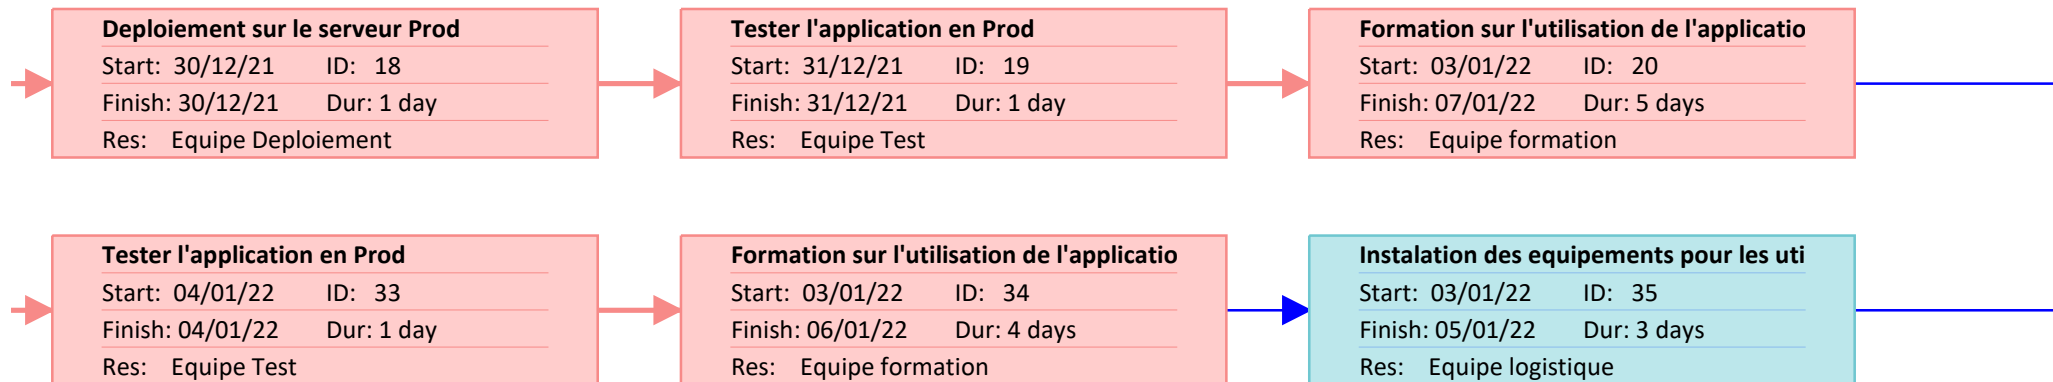 Deploiement sur le serveur Prod
Start: 30/12/21 ID: 18
Finish: 30/12/21 Dur: 1 day
Res: Equipe Deploiement
Tester l'application en Prod
Start: 31/12/21 ID: 19
Finish: 31/12/21 Dur: 1 day
Res: Equipe Test
Formation sur l'utilisation de l'applicatio
Start: 03/01/22 ID: 20
Finish: 07/01/22 Dur: 5 days
Res: Equipe formation
Tester l'application en Prod
Start: 04/01/22 ID: 33
Finish: 04/01/22 Dur: 1 day
Res: Equipe Test
Formation sur l'utilisation de l'applicatio
Start: 03/01/22 ID: 34
Finish: 06/01/22 Dur: 4 days
Res: Equipe formation
Instalation des equipements pour les uti
Start: 03/01/22 ID: 35
Finish: 05/01/22 Dur: 3 days
Res: Equipe logistique